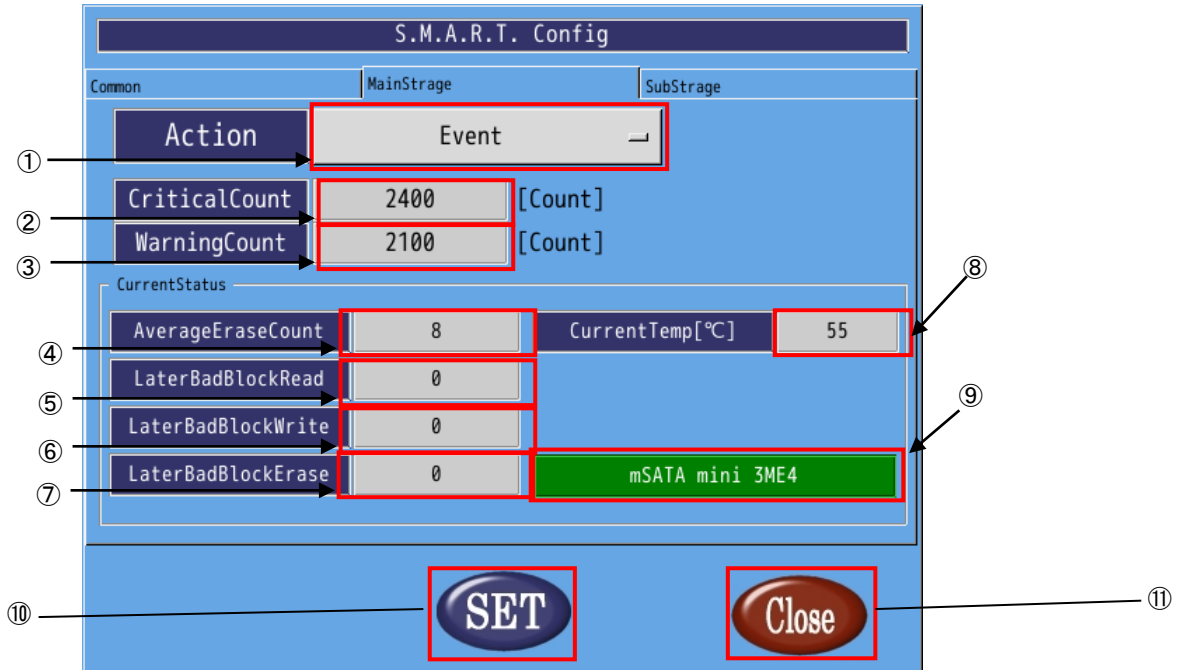 S.M.A.R.T. Config
Common MainStrage SubStrage
Action Event
①
CriticalCount 2400 [Count]
②
WarningCount 2100 [Count]
③
⑧
CurrentStatus
AverageEraseCount 8 CurrentTemp[℃] 55
④
LaterBadBlockRead 0
⑤
⑨
LaterBadBlockWrite 0
⑥
LaterBadBlockErase 0 mSATA mini 3ME4
⑦
⑩ SET Close ⑪